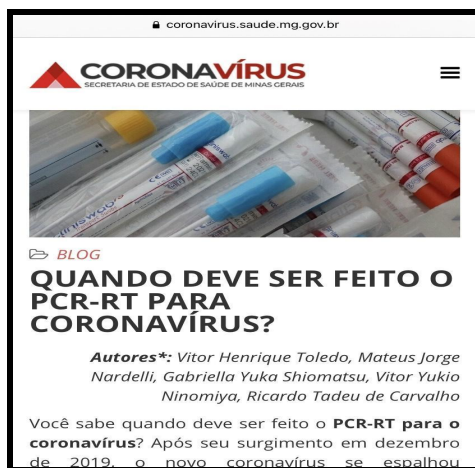 coronavirus.saude.mg.gov.br
CORONAVÍRUS
SECRETARIA DE ESTADO DE SAÚDE DE MINAS GERAIS
BLOG
QUANDO DEVE SER FEITO O
PCR-RT PARA
CORONAVÍRUS?
Autores*: Vitor Henrique Toledo, Mateus Jorge
Nardelli, Gabriella Yuka Shiomatsu, Vitor Yukio
Ninomiya, Ricardo Tadeu de Carvalho
Você sabe quando deve ser feito o PCR-RT para o
coronavírus? Após seu surgimento em dezembro
de 2019, o novo coronavírus se espalhou